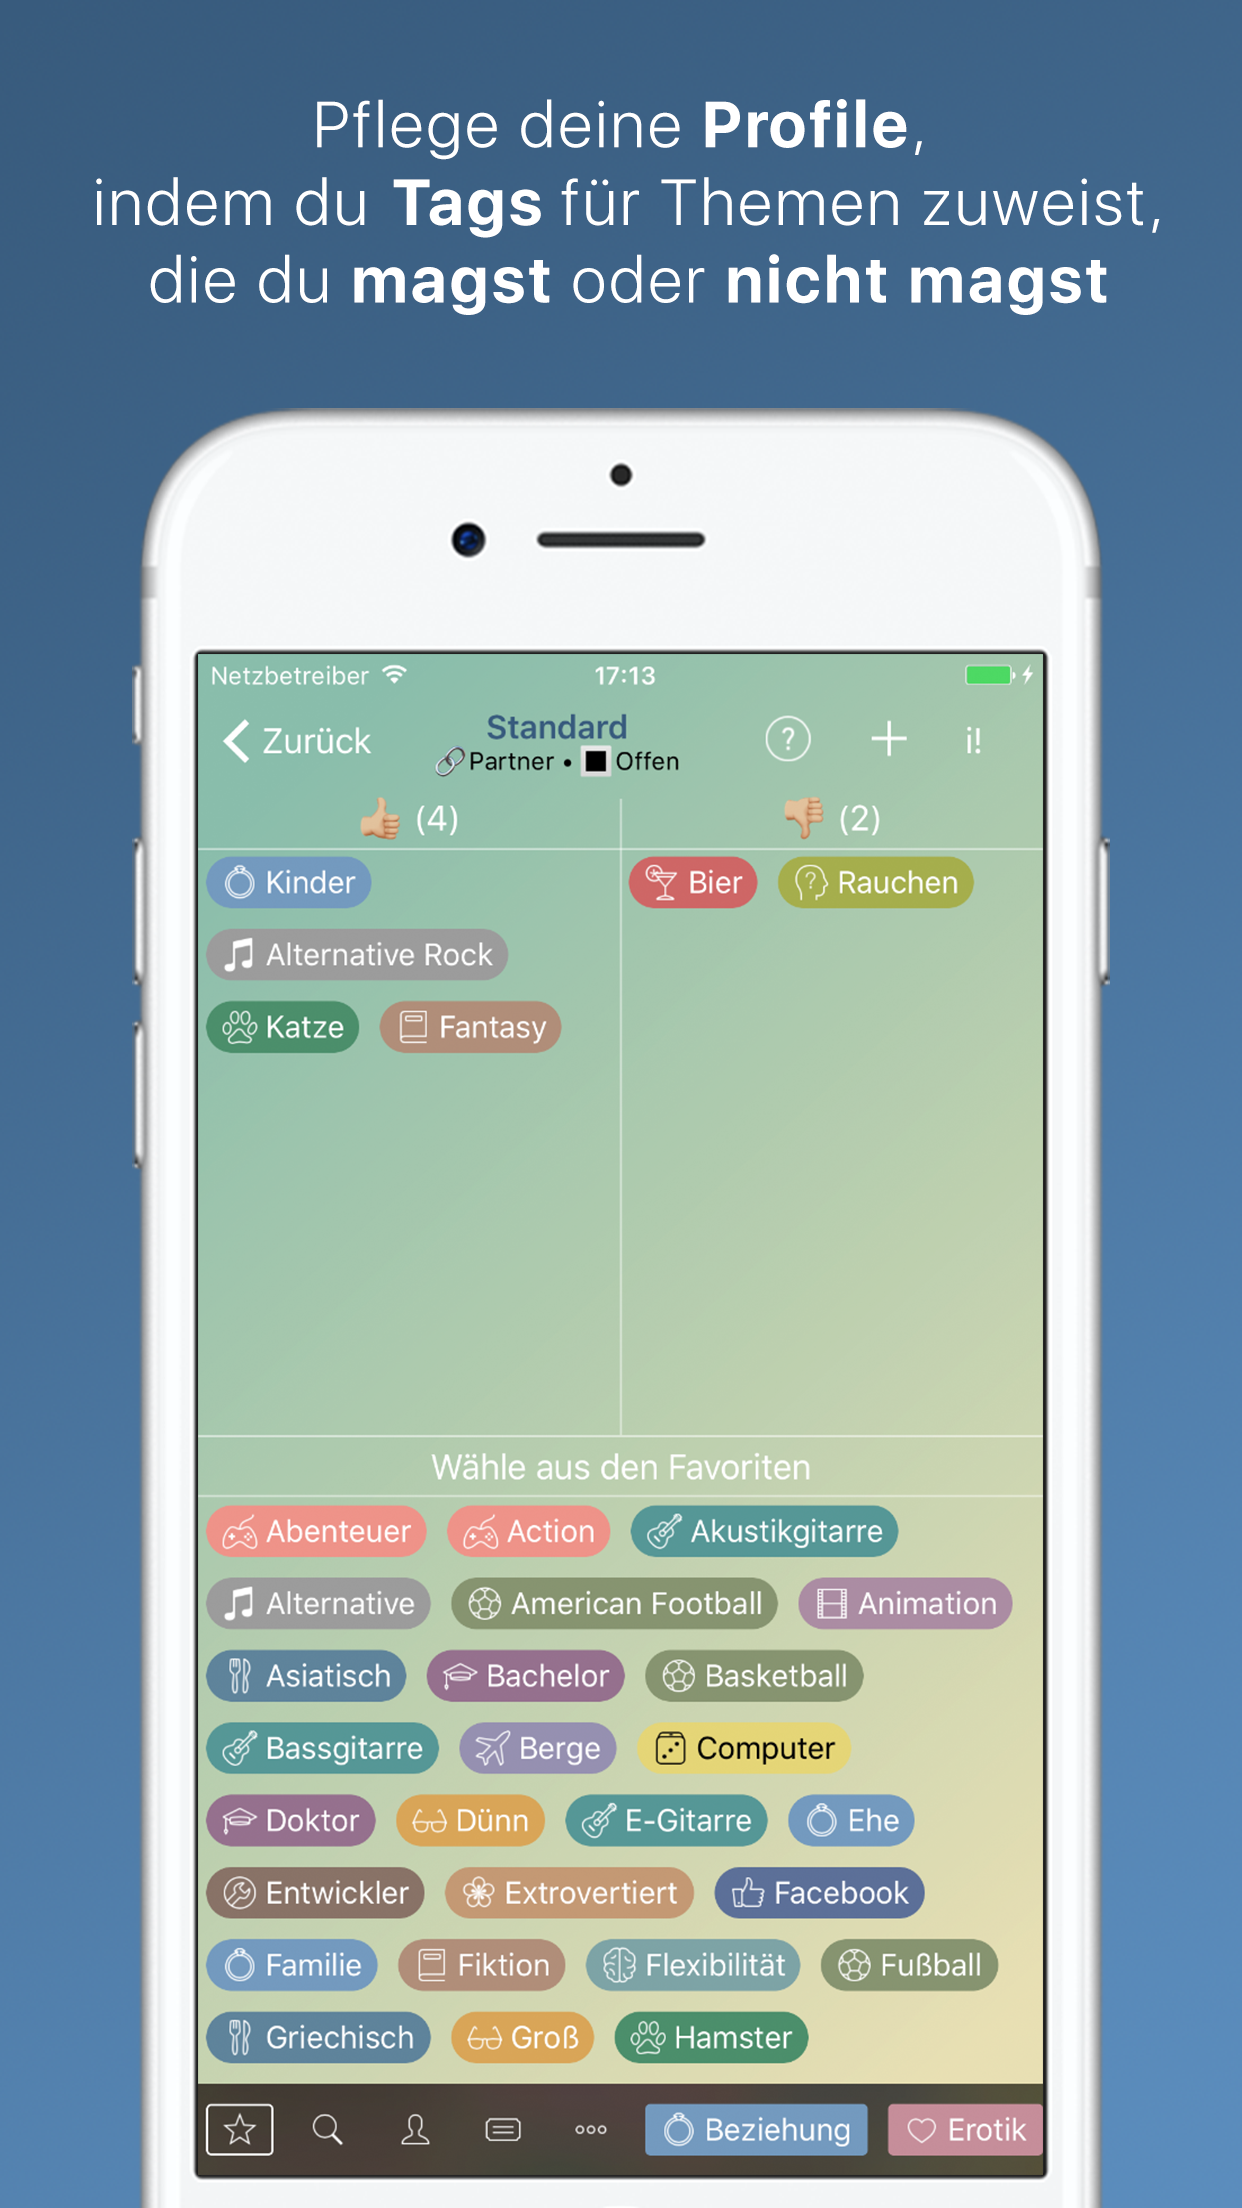 Pflege deine Profile,
indem du Tags für Themen zuweist,
die du magst oder nicht magst
Netzbetreiber 17:13
Zurück Standard ? + i!
Partner • Offen
(4) (2)
Kinder Bier Rauchen
Alternative Rock
Katze Fantasy
Wähle aus den Favoriten
Abenteuer Action Akustikgitarre
Alternative American Football Animation
Asiatisch Bachelor Basketball
Bassgitarre Berge Computer
Doktor Dünn E-Gitarre Ehe
Entwickler Extrovertiert Facebook
Familie Fiktion Flexibilität Fußball
Griechisch Groß Hamster
Beziehung Erotik